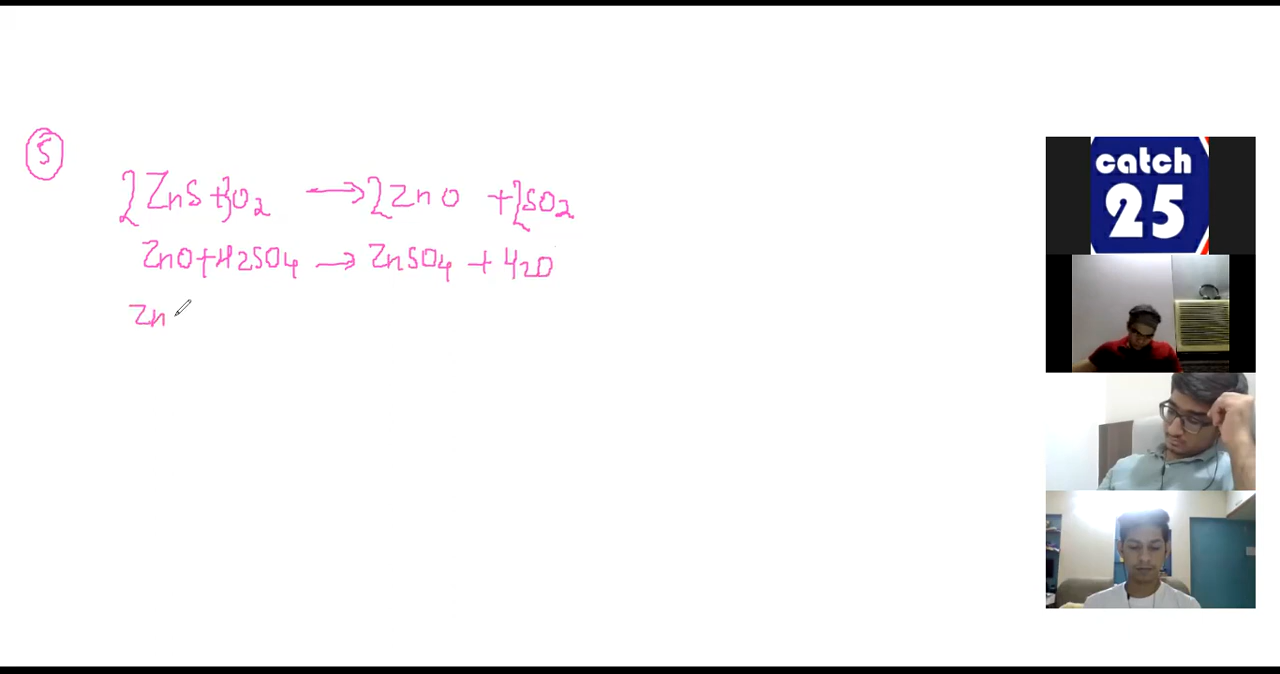 5
2ZnS + 3O2 → 2ZnO + 2SO2
ZnO + H2SO4 → ZnSO4 + H2O
Zn
catch
25